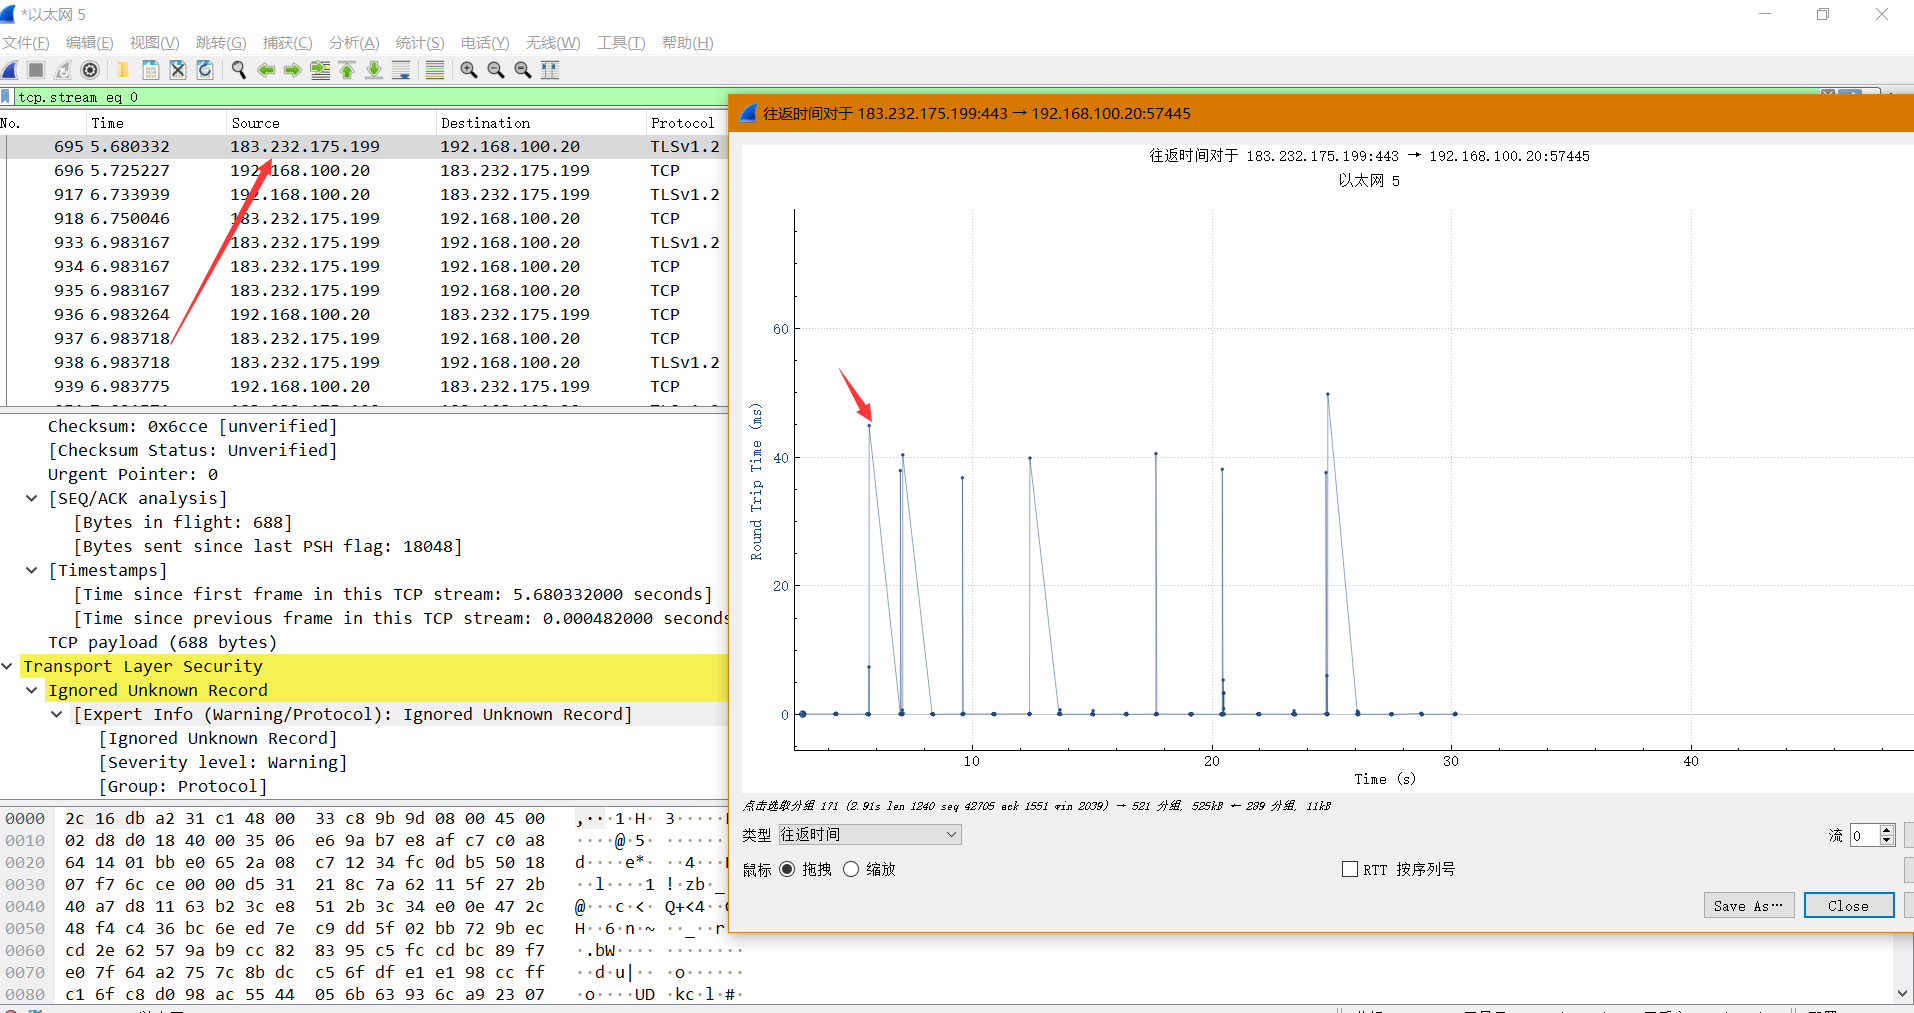 *以太网 5
文件(F) 编辑(E) 视图(V) 跳转(G) 捕获(C) 分析(A) 统计(S) 电话(Y) 无线(W) 工具(T) 帮助(H)
tcp.stream eq 0
No. Time Source Destination Protocol
695 5.680332 183.232.175.199 192.168.100.20 TLSv1.2
696 5.725227 192.168.100.20 183.232.175.199 TCP
917 6.733939 192.168.100.20 183.232.175.199 TLSv1.2
918 6.750046 183.232.175.199 192.168.100.20 TCP
933 6.983167 183.232.175.199 192.168.100.20 TLSv1.2
934 6.983167 183.232.175.199 192.168.100.20 TCP
935 6.983167 183.232.175.199 192.168.100.20 TCP
936 6.983264 192.168.100.20 183.232.175.199 TCP
937 6.983718 183.232.175.199 192.168.100.20 TCP
938 6.983718 183.232.175.199 192.168.100.20 TLSv1.2
939 6.983775 192.168.100.20 183.232.175.199 TCP
Checksum: 0x6cce [unverified]
[Checksum Status: Unverified]
Urgent Pointer: 0
[SEQ/ACK analysis]
[Bytes in flight: 688]
[Bytes sent since last PSH flag: 18048]
[Timestamps]
[Time since first frame in this TCP stream: 5.680332000 seconds]
[Time since previous frame in this TCP stream: 0.000482000 seconds
TCP payload (688 bytes)
Transport Layer Security
Ignored Unknown Record
[Expert Info (Warning/Protocol): Ignored Unknown Record]
[Ignored Unknown Record]
[Severity level: Warning]
[Group: Protocol]
0000 2c 16 db a2 31 c1 48 00 33 c8 9b 9d 08 00 45 00 ,···1·H· 3·····
0010 02 d8 d0 18 40 00 35 06 e6 9a b7 e8 af c7 c0 a8 ····@·5· ········
0020 64 14 01 bb e0 65 2a 08 c7 12 34 fc 0d b5 50 18 d····e*· ··4···
0030 07 f7 6c ce 00 00 d5 31 21 8c 7a 62 11 5f 27 2b ··l····1 !·zb·_
0040 40 a7 d8 11 63 b2 3c e8 51 2b 3c 34 e0 0e 47 2c @···c·<· Q+<4··
0050 48 f4 c4 36 bc 6e ed 7e c9 dd 5f 02 bb 72 9b ec H··6·n·~ ··_··r
0060 cd 2e 62 57 9a b9 cc 82 83 95 c5 fc cd bc 89 f7 ·.bW···· ········
0070 e0 7f 64 a2 75 7c 8b dc c5 6f df e1 e1 98 cc ff ··d·u|·· ·o······
0080 c1 6f c8 d0 98 ac 55 44 05 6b 63 93 6c a9 23 07 ·o····UD ·kc·l·#·
往返时间对于 183.232.175.199:443 → 192.168.100.20:57445
往返时间对于 183.232.175.199:443 → 192.168.100.20:57445
以太网 5
Round Trip Time (ms)
60
40
20
0
10 20 30 40
Time (s)
点击选取分组 171 (2.91s len 1240 seq 42705 ack 1551 win 2039) → 521 分组, 525kB ← 289 分组, 11kB
类型 往返时间 流 0
鼠标 拖拽 缩放 RTT 按序列号
Save As… Close